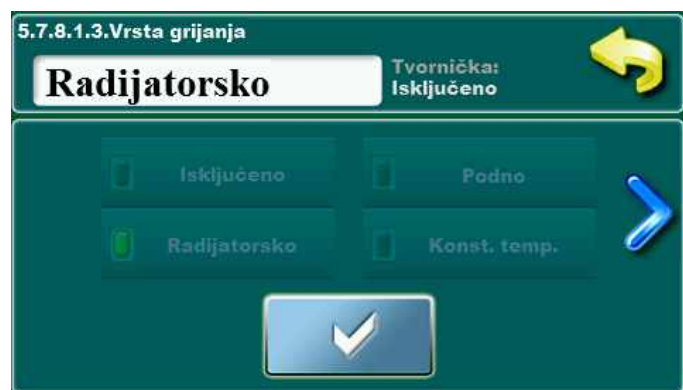 5.7.8.1.3.Vrsta grijanja
Radijatorsko
Tvornička:
Isključeno
Isključeno
Podno
Radijatorsko
Konst. temp.